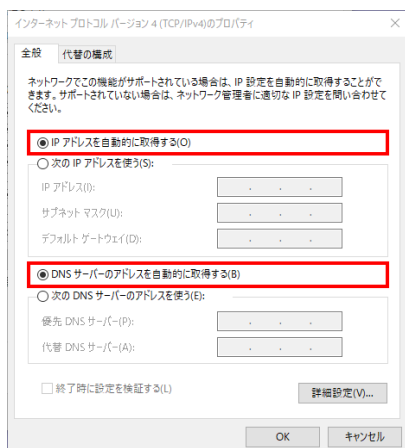 インターネット プロトコル バージョン 4 (TCP/IPv4)のプロパティ
全般 代替の構成
ネットワークでこの機能がサポートされている場合は、IP 設定を自動的に取得することがで
きます。サポートされていない場合は、ネットワーク管理者に適切な IP 設定を問い合わせて
ください。
IP アドレスを自動的に取得する(O)
次の IP アドレスを使う(S):
IP アドレス(I):
サブネット マスク(U):
デフォルト ゲートウェイ(D):
DNS サーバーのアドレスを自動的に取得する(B)
次の DNS サーバーのアドレスを使う(E):
優先 DNS サーバー(P):
代替 DNS サーバー(A):
終了時に設定を検証する(L)
詳細設定(V)...
OK キャンセル